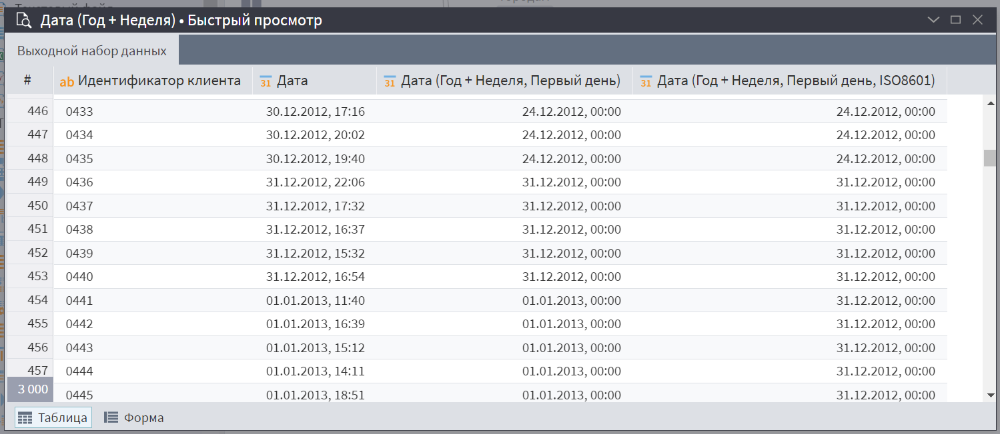 Дата (Год + Неделя) • Быстрый просмотр
Выходной набор данных
# ab Идентификатор клиента 31 Дата 31 Дата (Год + Неделя, Первый день) 31 Дата (Год + Неделя, Первый день, ISO8601)
446 0433 30.12.2012, 17:16 24.12.2012, 00:00 24.12.2012, 00:00
447 0434 30.12.2012, 20:02 24.12.2012, 00:00 24.12.2012, 00:00
448 0435 30.12.2012, 19:40 24.12.2012, 00:00 24.12.2012, 00:00
449 0436 31.12.2012, 22:06 31.12.2012, 00:00 31.12.2012, 00:00
450 0437 31.12.2012, 17:32 31.12.2012, 00:00 31.12.2012, 00:00
451 0438 31.12.2012, 16:37 31.12.2012, 00:00 31.12.2012, 00:00
452 0439 31.12.2012, 15:32 31.12.2012, 00:00 31.12.2012, 00:00
453 0440 31.12.2012, 16:54 31.12.2012, 00:00 31.12.2012, 00:00
454 0441 01.01.2013, 11:40 01.01.2013, 00:00 31.12.2012, 00:00
455 0442 01.01.2013, 16:39 01.01.2013, 00:00 31.12.2012, 00:00
456 0443 01.01.2013, 15:12 01.01.2013, 00:00 31.12.2012, 00:00
457 0444 01.01.2013, 14:11 01.01.2013, 00:00 31.12.2012, 00:00
3 000 0445 01.01.2013, 18:51 01.01.2013, 00:00 31.12.2012, 00:00
Таблица Форма